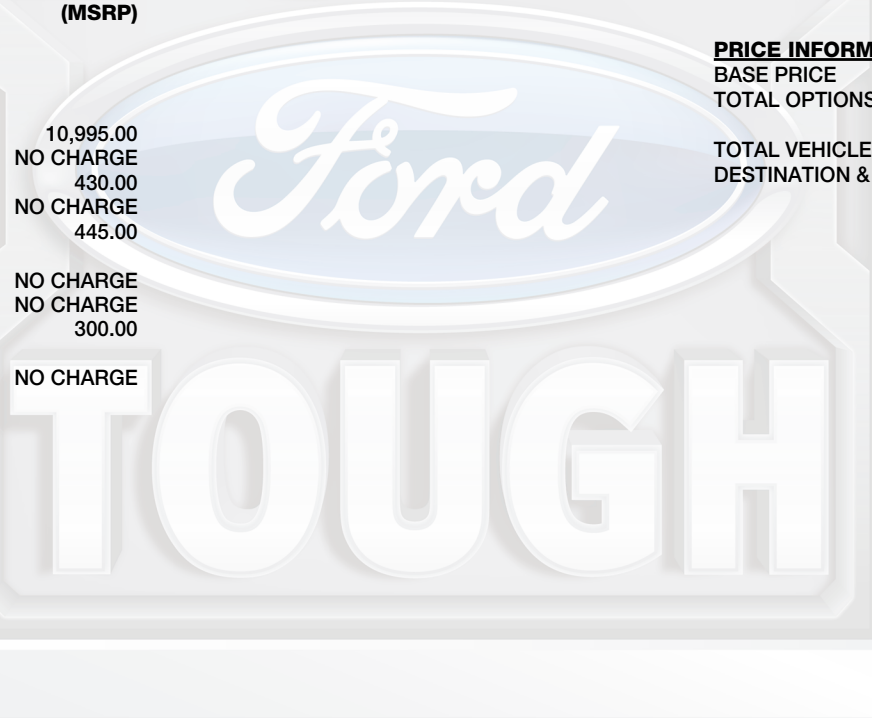 (MSRP)
10,995.00
NO CHARGE
430.00
NO CHARGE
445.00
NO CHARGE
NO CHARGE
300.00
NO CHARGE
PRICE INFORM
BASE PRICE
TOTAL OPTIONS
TOTAL VEHICLE
DESTINATION &
Ford
TOUGH